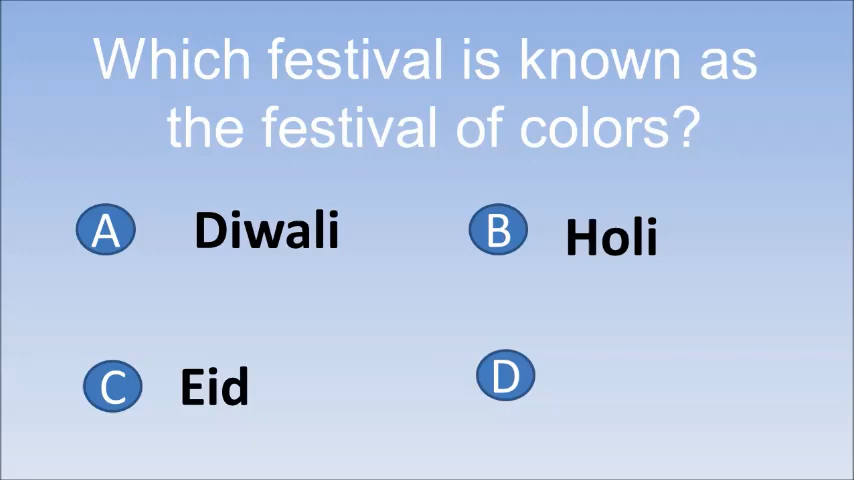 Which festival is known as
the festival of colors?
A Diwali
B Holi
C Eid
D